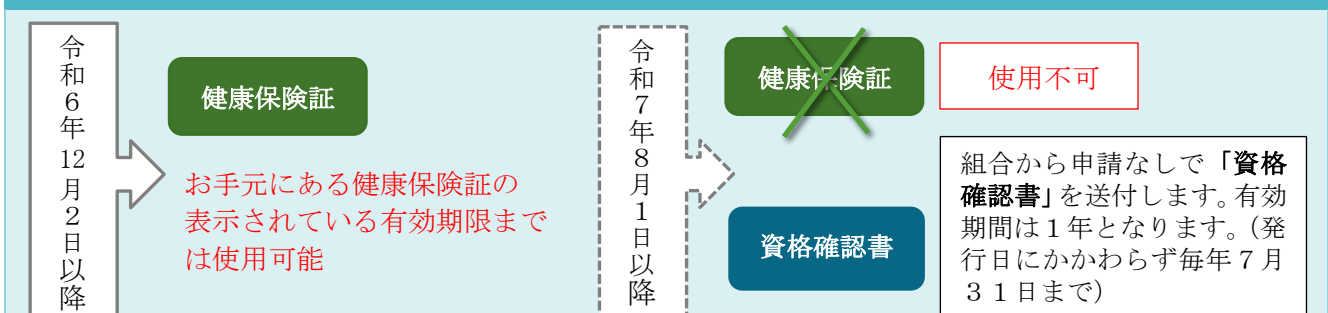 令和6年12月2日以降
健康保険証
お手元にある健康保険証の
表示されている有効期限まで
は使用可能
令和7年8月1日以降
健康保険証
使用不可
資格確認書
組合から申請なしで「資格
確認書」を送付します。有効
期間は1年となります。（発
行日にかかわらず毎年7月
３１日まで）